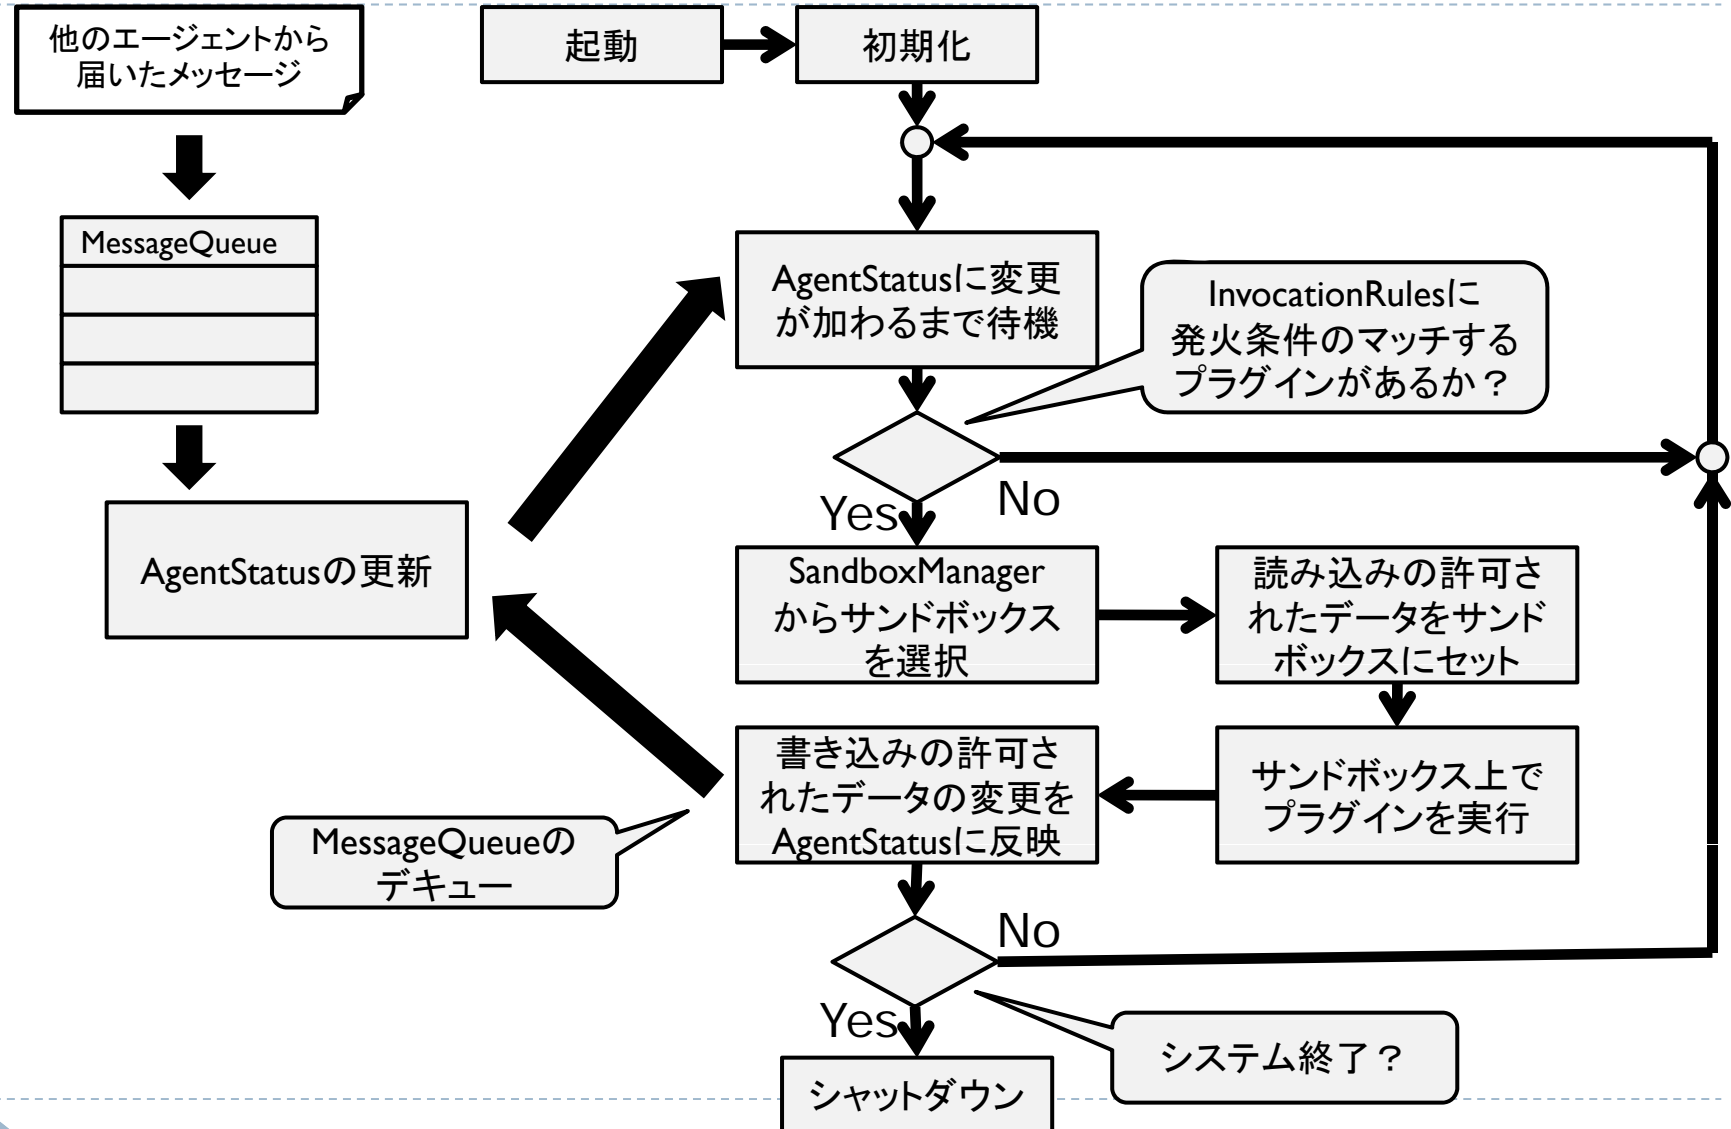 他のエージェントから
届いたメッセージ
起動
初期化
MessageQueue
AgentStatusに変更
が加わるまで待機
InvocationRulesに
発火条件のマッチする
プラグインがあるか？
Yes
No
AgentStatusの更新
SandboxManager
からサンドボックス
を選択
読み込みの許可さ
れたデータをサンド
ボックスにセット
書き込みの許可さ
れたデータの変更を
AgentStatusに反映
サンドボックス上で
プラグインを実行
MessageQueueの
デキュー
No
Yes
システム終了？
シャットダウン